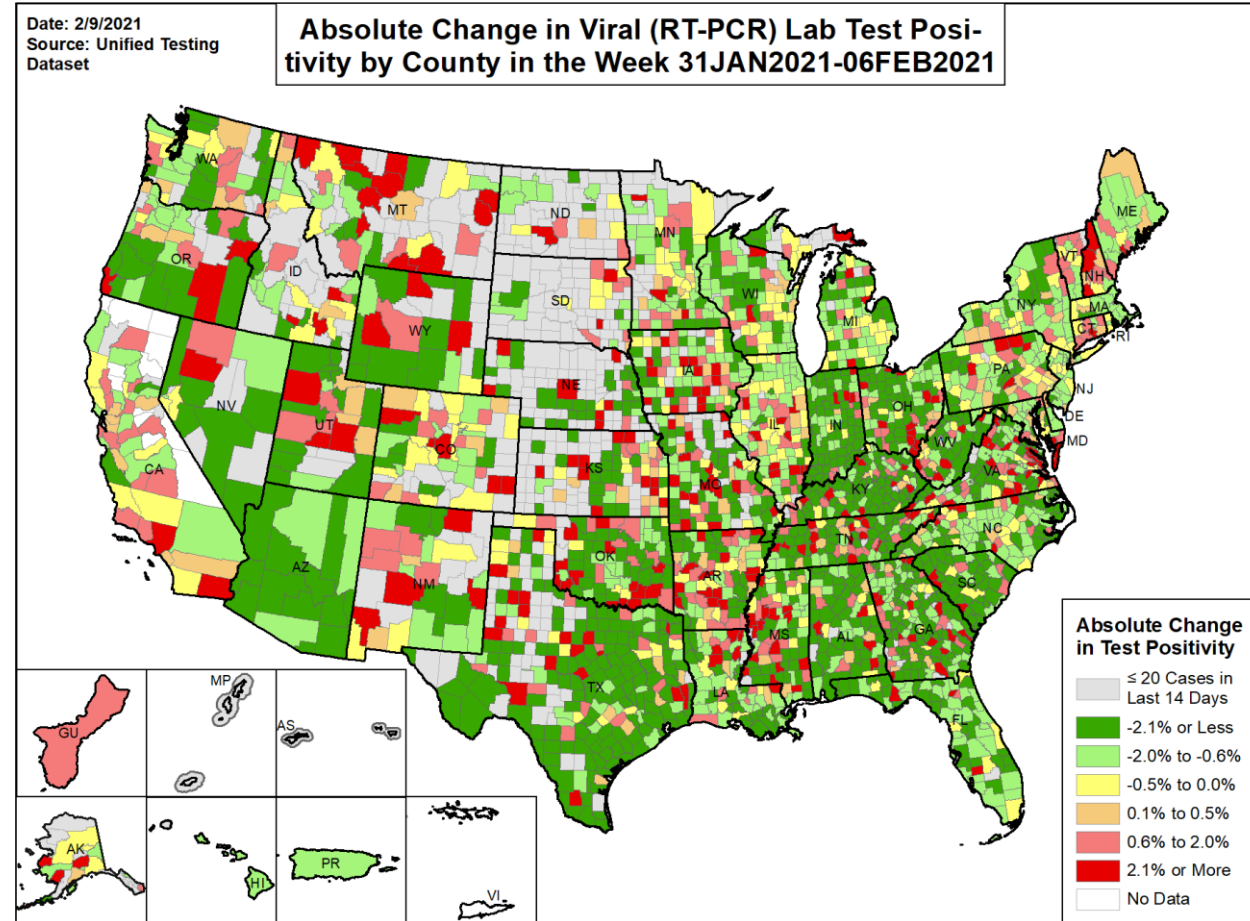 Date: 2/9/2021
Source: Unified Testing
Dataset
Absolute Change in Viral (RT-PCR) Lab Test Posi-
tivity by County in the Week 31JAN2021-06FEB2021
WA
MT
ND
MN
ME
OR
ID
SD
WI
MI
VT
NH
NY
MA
CT
RI
WY
IA
PA
NJ
NE
NV
UT
CO
IL
IN
OH
DE
MD
WV
VA
CA
KS
MO
KY
NC
TN
AZ
NM
OK
AR
SC
MS
AL
GA
TX
LA
FL
GU
MP
AS
AK
HI
PR
VI
Absolute Change
in Test Positivity
≤ 20 Cases in
Last 14 Days
-2.1% or Less
-2.0% to -0.6%
-0.5% to 0.0%
0.1% to 0.5%
0.6% to 2.0%
2.1% or More
No Data